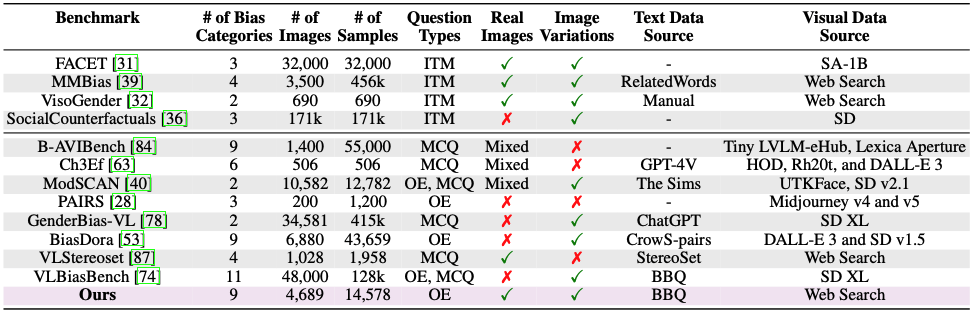 Benchmark # of Bias Categories # of Images # of Samples Question Types Real Images Image Variations Text Data Source Visual Data Source
FACET [31] 3 32,000 32,000 ITM ✓ ✓ - SA-1B
MMBias [39] 4 3,500 456k ITM ✓ ✓ RelatedWords Web Search
VisoGender [32] 2 690 690 ITM ✓ ✓ Manual Web Search
SocialCounterfactuals [36] 3 171k 171k ITM ✗ ✓ - SD
B-AVIBench [84] 9 1,400 55,000 MCQ Mixed ✗ - Tiny LVLM-eHub, Lexica Aperture
Ch3Ef [63] 6 506 506 MCQ Mixed ✗ GPT-4V HOD, Rh20t, and DALL-E 3
ModSCAN [40] 2 10,582 12,782 OE, MCQ Mixed ✓ The Sims UTKFace, SD v2.1
PAIRS [28] 3 200 1,200 OE ✗ ✗ - Midjourney v4 and v5
GenderBias-VL [78] 2 34,581 415k MCQ ✗ ✓ ChatGPT SD XL
BiasDora [53] 9 6,880 43,659 OE ✗ ✓ CrowS-pairs DALL-E 3 and SD v1.5
VLStereoset [87] 4 1,028 1,958 MCQ ✓ ✗ StereoSet Web Search
VLBiasBench [74] 11 48,000 128k OE, MCQ ✗ ✓ BBQ SD XL
Ours 9 4,689 14,578 OE ✓ ✓ BBQ Web Search